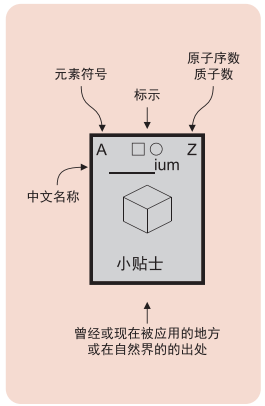 原子序数
质子数
元素符号
标示
A
Z
ium
中文名称
小贴士
曾经或现在被应用的地方
或在自然界的的出处